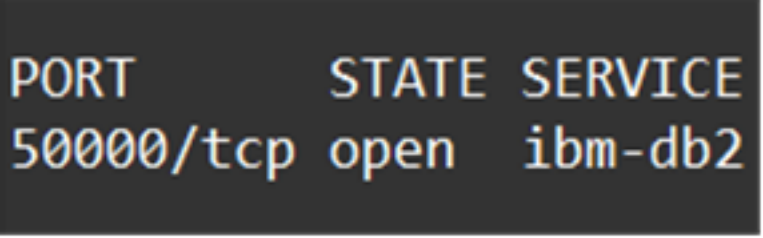 PORT      STATE SERVICE
50000/tcp open  ibm-db2